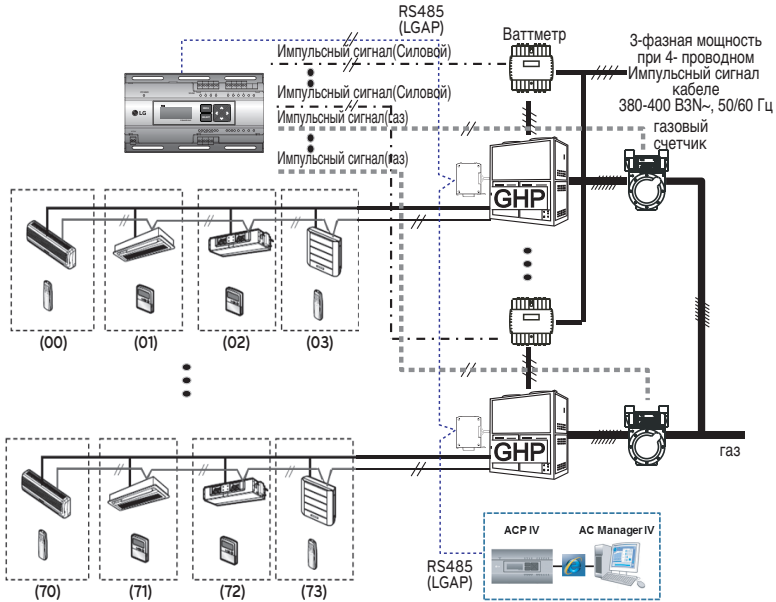 RS485
(LGAP)
Импульсный сигнал(Силовой)
Ваттметр
3-фазная мощность
при 4- проводном
Импульсный сигнал
кабеле
380-400 В3N~, 50/60 Гц
Импульсный сигнал(Силовой)
Импульсный сигнал(газ)
газовый
счетчик
Импульсный сигнал(газ)
LG
GHP
(00)
(01)
(02)
(03)
GHP
газ
(70)
(71)
(72)
(73)
RS485
(LGAP)
ACP IV
AC Manager IV